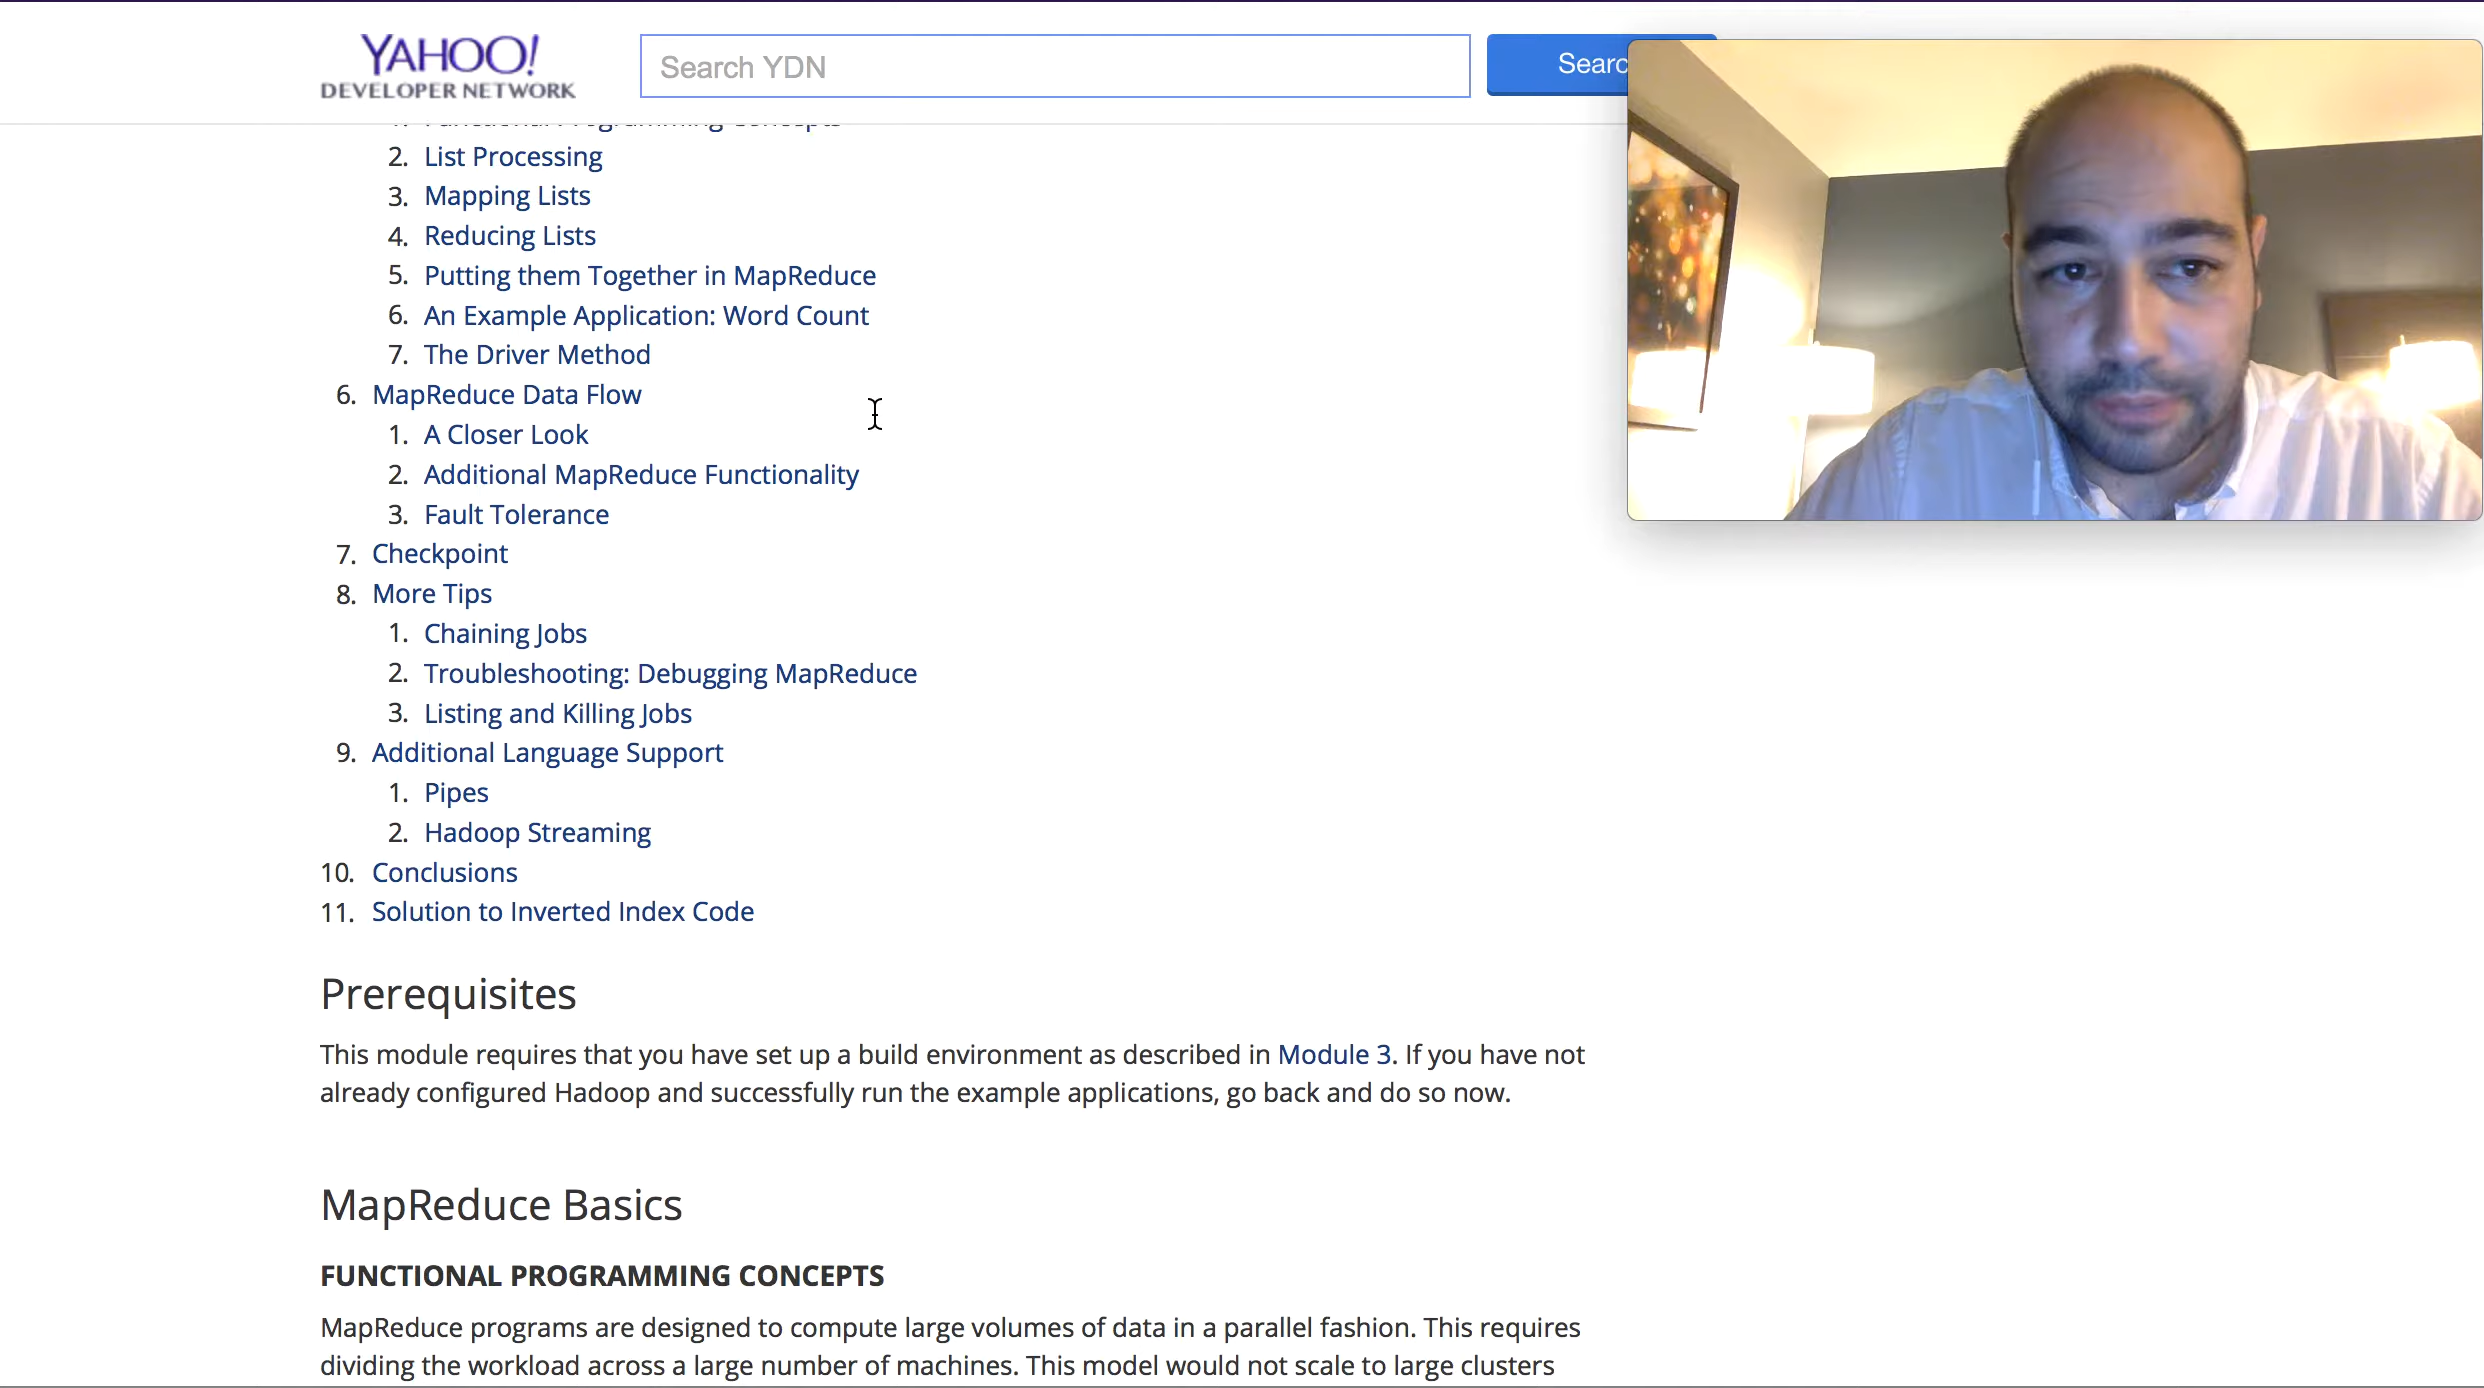 YAHOO!
DEVELOPER NETWORK
Search YDN
Searc
1. Functional Programming Concepts
2. List Processing
3. Mapping Lists
4. Reducing Lists
5. Putting them Together in MapReduce
6. An Example Application: Word Count
7. The Driver Method
6. MapReduce Data Flow
1. A Closer Look
2. Additional MapReduce Functionality
3. Fault Tolerance
7. Checkpoint
8. More Tips
1. Chaining Jobs
2. Troubleshooting: Debugging MapReduce
3. Listing and Killing Jobs
9. Additional Language Support
1. Pipes
2. Hadoop Streaming
10. Conclusions
11. Solution to Inverted Index Code
Prerequisites
This module requires that you have set up a build environment as described in Module 3. If you have not
already configured Hadoop and successfully run the example applications, go back and do so now.
MapReduce Basics
FUNCTIONAL PROGRAMMING CONCEPTS
MapReduce programs are designed to compute large volumes of data in a parallel fashion. This requires
dividing the workload across a large number of machines. This model would not scale to large clusters